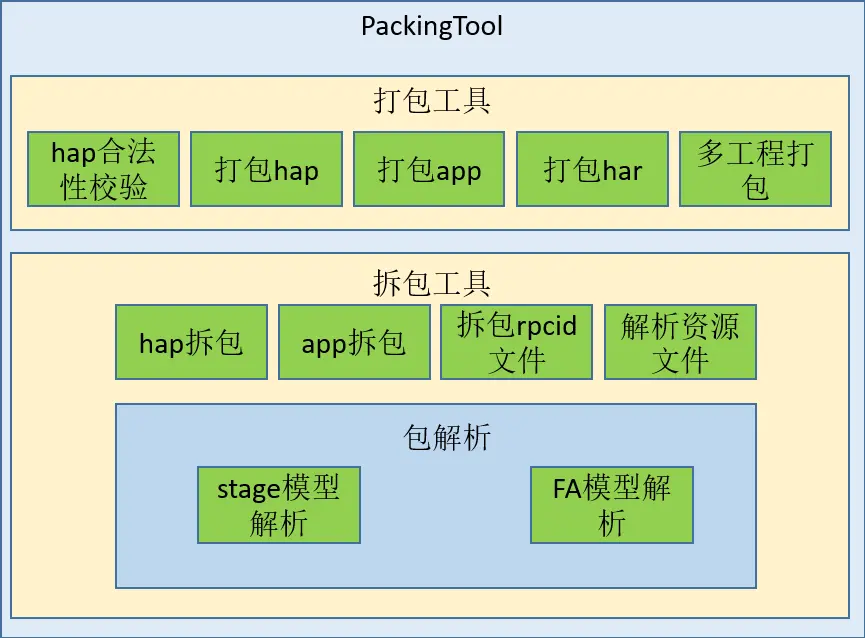 PackingTool
打包工具
hap合法
性校验
打包hap
打包app
打包har
多工程打
包
拆包工具
hap拆包
app拆包
拆包rpcid
文件
解析资源
文件
包解析
stage模型
解析
FA模型解
析